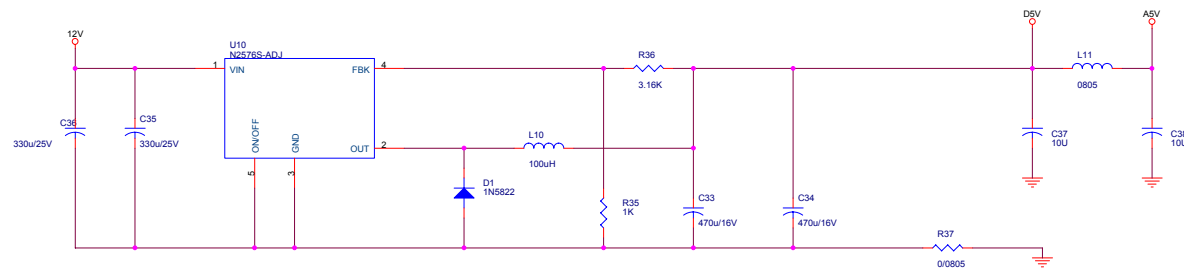 D5V
A5V
12V
U10
N2576S-ADJ
1
VIN
FBK
4
R36
3.16K
L11
0805
C36
330u/25V
C35
330u/25V
ON/OFF
GND
OUT
2
5
3
L10
100uH
C37
10U
C38
10U
D1
1N5822
R35
1K
C33
470u/16V
C34
470u/16V
R37
0/0805